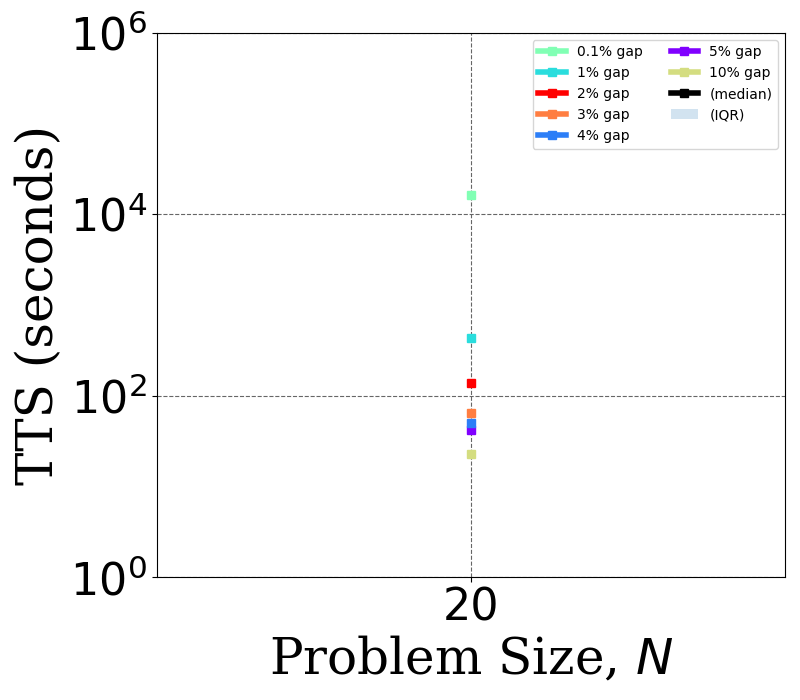 10^6
10^4
10^2
10^0
TTS (seconds)
20
Problem Size, N
0.1% gap
1% gap
2% gap
3% gap
4% gap
5% gap
10% gap
(median)
(IQR)